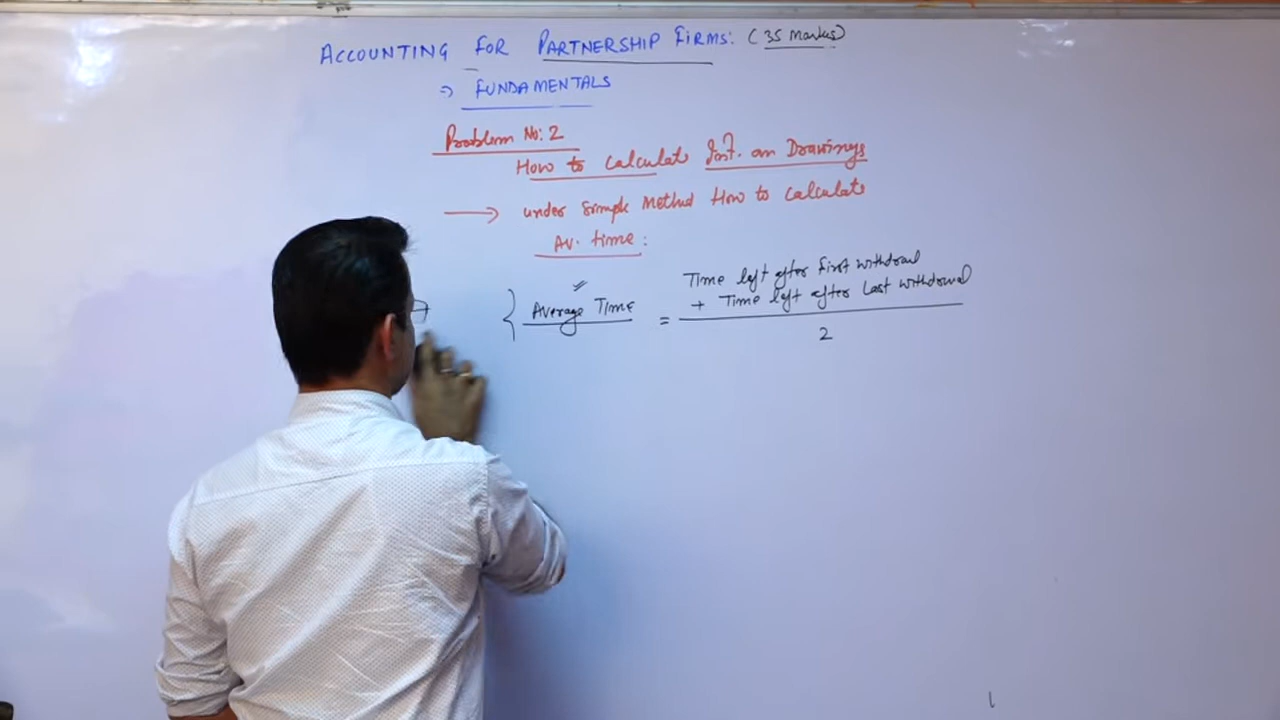 ACCOUNTING FOR PARTNERSHIP FIRMS: (35 marks)
⇒ FUNDAMENTALS
Problem No: 2
How to calculate Int. on Drawings
→ under Simple Method How to calculate
Av. time:
{ Average Time = Time left after first withdrawl
+ Time left after Last withdrawal
2